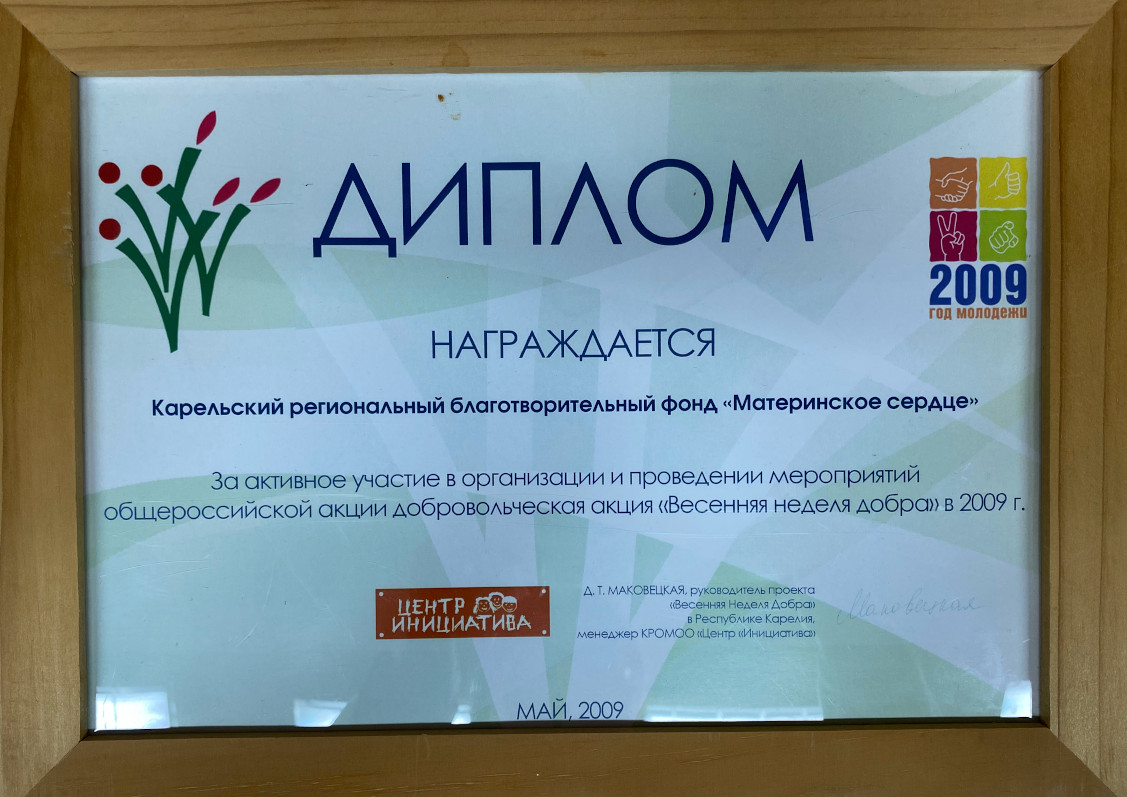 ДИПЛОМ
2009
год молодежи
НАГРАЖДАЕТСЯ
Карельский региональный благотворительный фонд «Материнское сердце»
За активное участие в организации и проведении мероприятий
общероссийской акции добровольческая акция «Весенняя неделя добра» в 2009 г.
ЦЕНТР
ИНИЦИАТИВА
Д. Т. МАКОВЕЦКАЯ, руководитель проекта
«Весенняя Неделя Добра»
в Республике Карелия,
менеджер КРОМОО «Центр «Инициатива»
Маковецкая
МАЙ, 2009